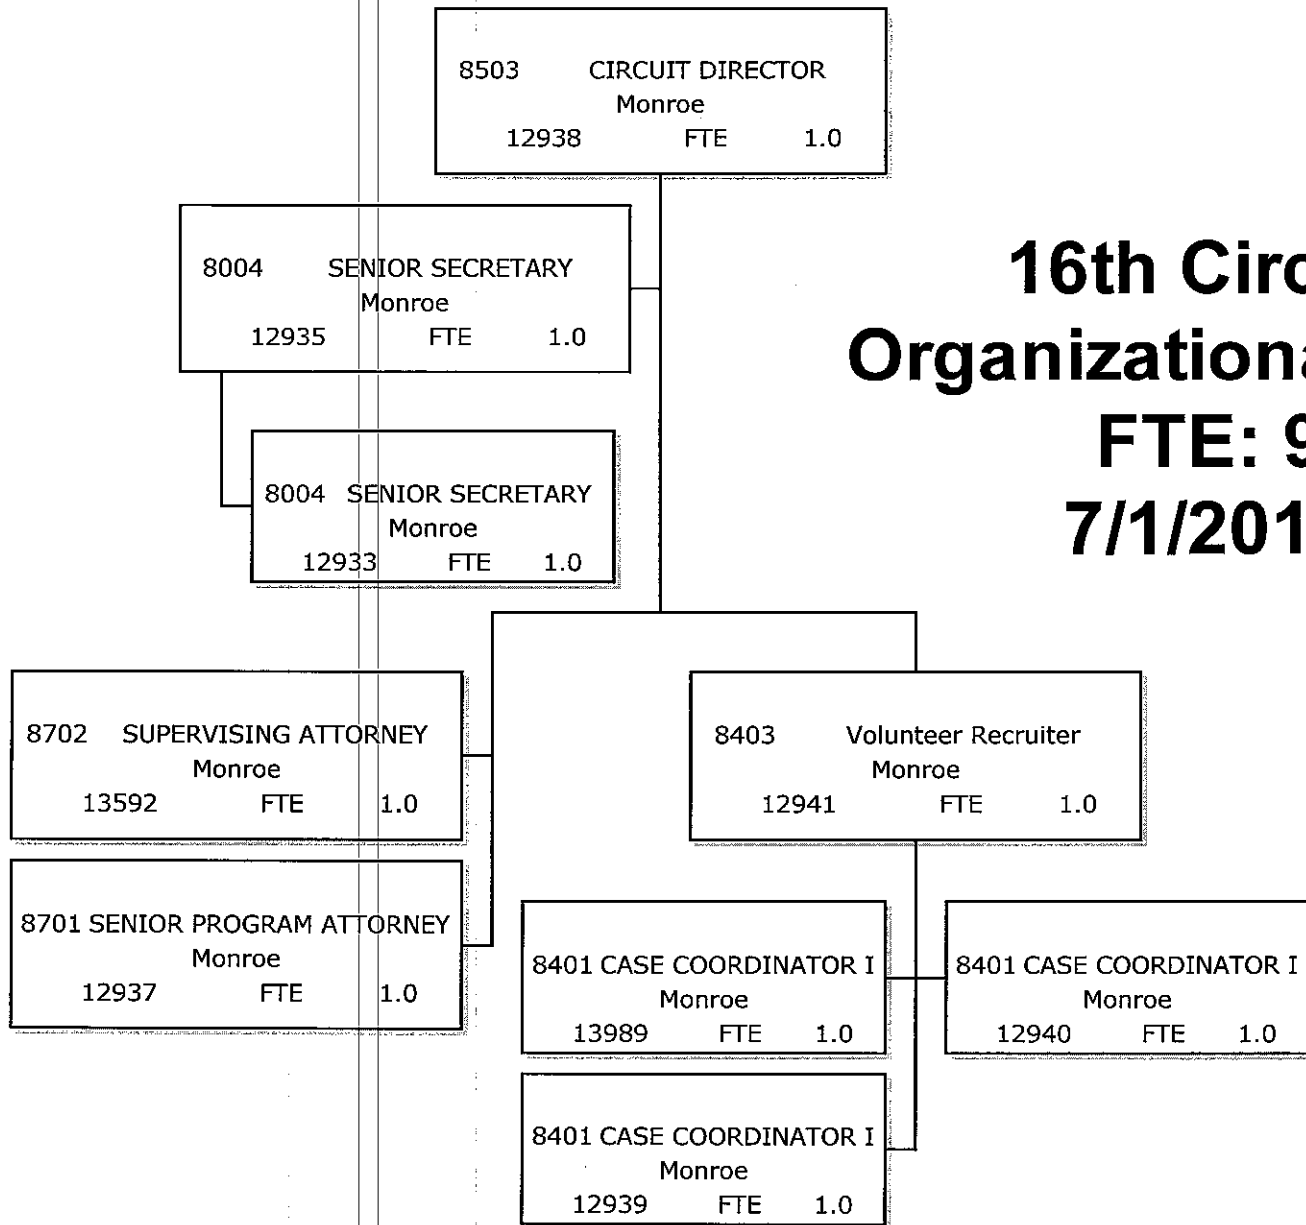 8503 CIRCUIT DIRECTOR
Monroe
12938 FTE 1.0
8004 SENIOR SECRETARY
Monroe
12935 FTE 1.0
8004 SENIOR SECRETARY
Monroe
12933 FTE 1.0
16th Circ
Organizationa
FTE: 9
7/1/201
8702 SUPERVISING ATTORNEY
Monroe
13592 FTE 1.0
8701 SENIOR PROGRAM ATTORNEY
Monroe
12937 FTE 1.0
8403 Volunteer Recruiter
Monroe
12941 FTE 1.0
8401 CASE COORDINATOR I
Monroe
13989 FTE 1.0
8401 CASE COORDINATOR I
Monroe
12940 FTE 1.0
8401 CASE COORDINATOR I
Monroe
12939 FTE 1.0